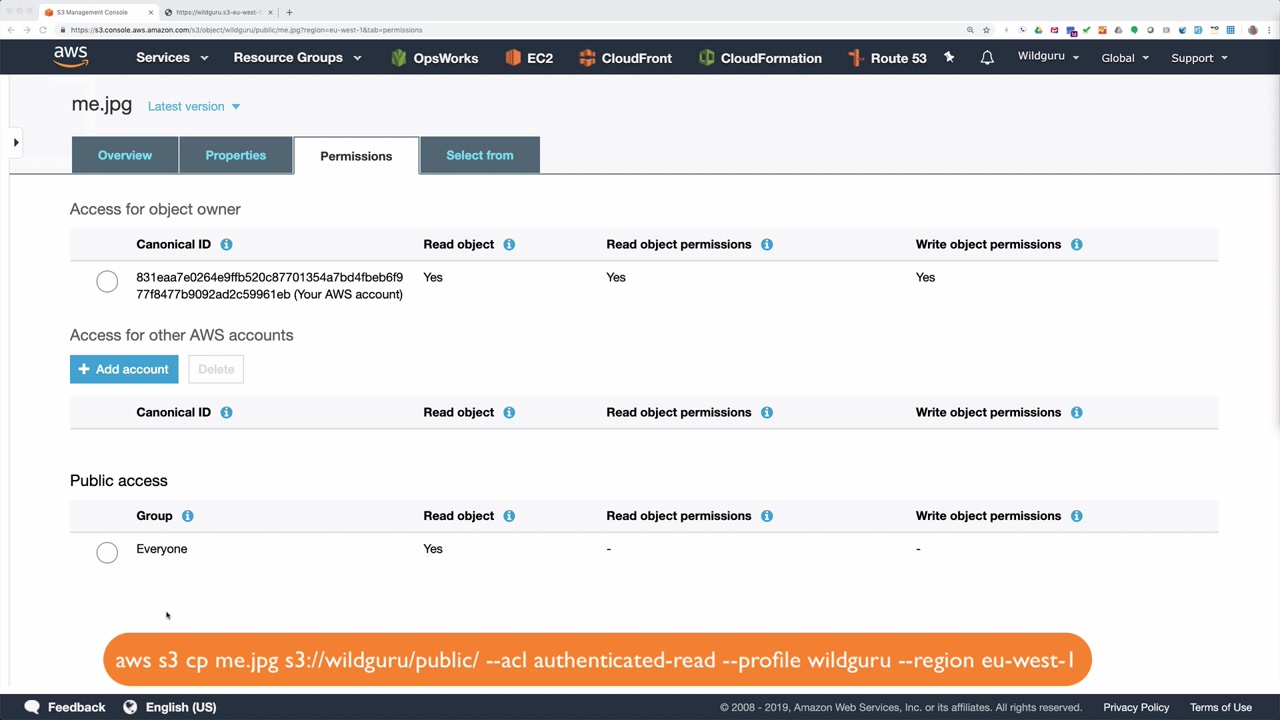 S3 Management Console
https://wildguru.s3-eu-west-1
https://s3.console.aws.amazon.com/s3/object/wildguru/public/me.jpg?region=eu-west-1&tab=permissions
aws Services Resource Groups OpsWorks EC2 CloudFront CloudFormation Route 53 Wildguru Global Support
me.jpg Latest version
Overview Properties Permissions Select from
Access for object owner
Canonical ID Read object Read object permissions Write object permissions
831eaa7e0264e9ffb520c87701354a7bd4fbeb6f9 Yes Yes Yes
77f8477b9092ad2c59961eb (Your AWS account)
Access for other AWS accounts
+ Add account Delete
Canonical ID Read object Read object permissions Write object permissions
Public access
Group Read object Read object permissions Write object permissions
Everyone Yes - -
aws s3 cp me.jpg s3://wildguru/public/ --acl authenticated-read --profile wildguru --region eu-west-1
Feedback English (US) © 2008 - 2019, Amazon Web Services, Inc. or its affiliates. All rights reserved. Privacy Policy Terms of Use